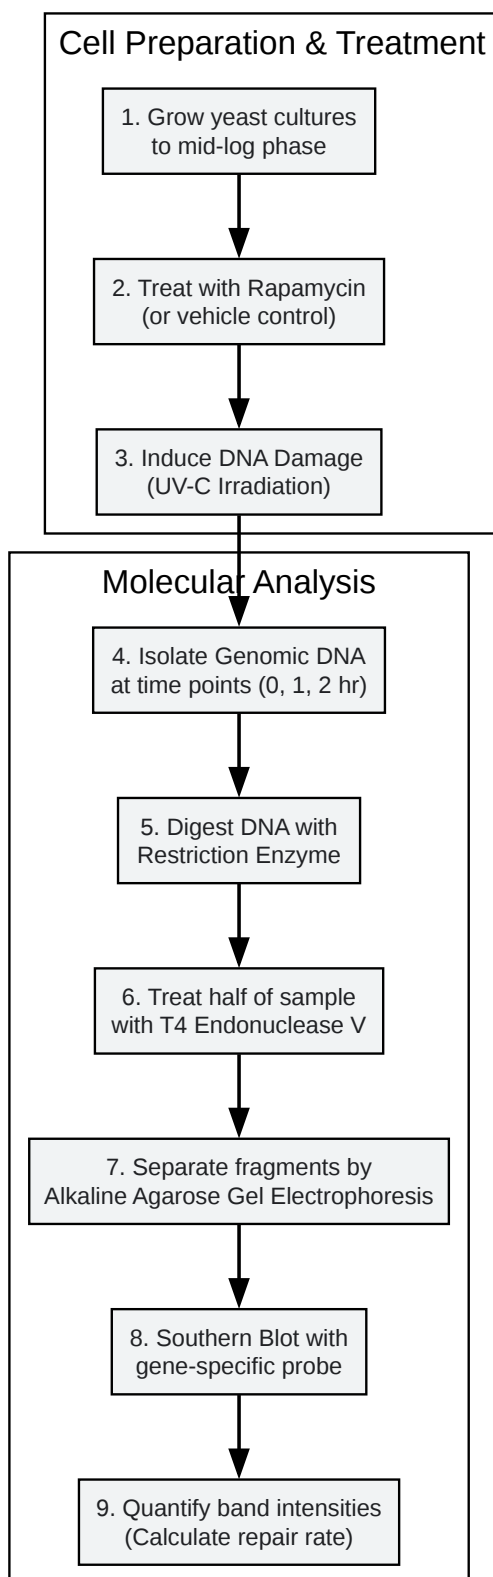 Cell Preparation & Treatment
1. Grow yeast cultures
to mid-log phase
2. Treat with Rapamycin
(or vehicle control)
3. Induce DNA Damage
(UV-C Irradiation)
Molecular Analysis
4. Isolate Genomic DNA
at time points (0, 1, 2 hr)
5. Digest DNA with
Restriction Enzyme
6. Treat half of sample
with T4 Endonuclease V
7. Separate fragments by
Alkaline Agarose Gel Electrophoresis
8. Southern Blot with
gene-specific probe
9. Quantify band intensities
(Calculate repair rate)